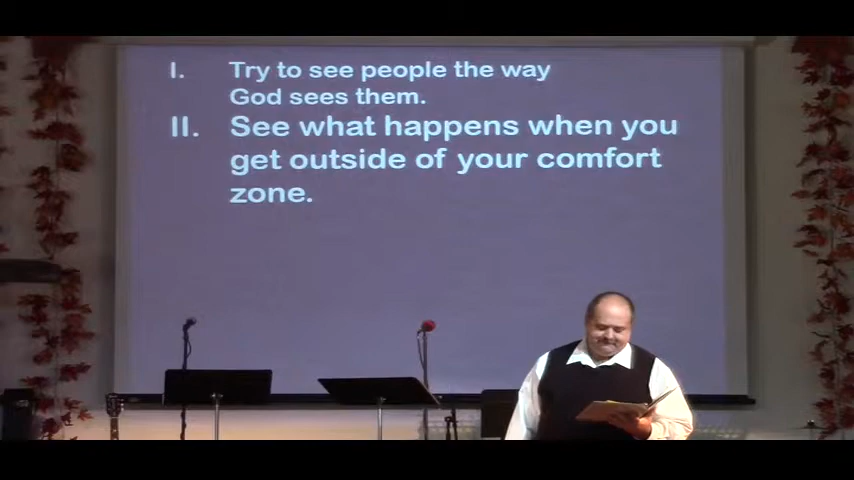 I. Try to see people the way
God sees them.
II. See what happens when you
get outside of your comfort
zone.